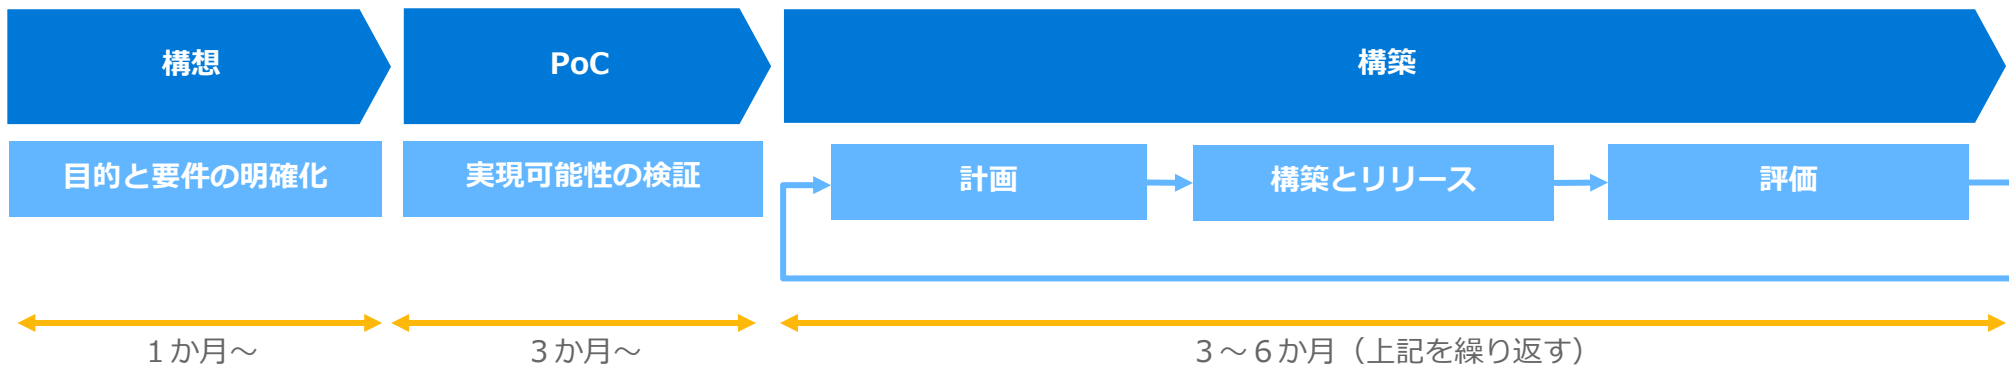 構想
PoC
構築
目的と要件の明確化
実現可能性の検証
計画
構築とリリース
評価
１か月～
３か月～
３～６か月（上記を繰り返す）